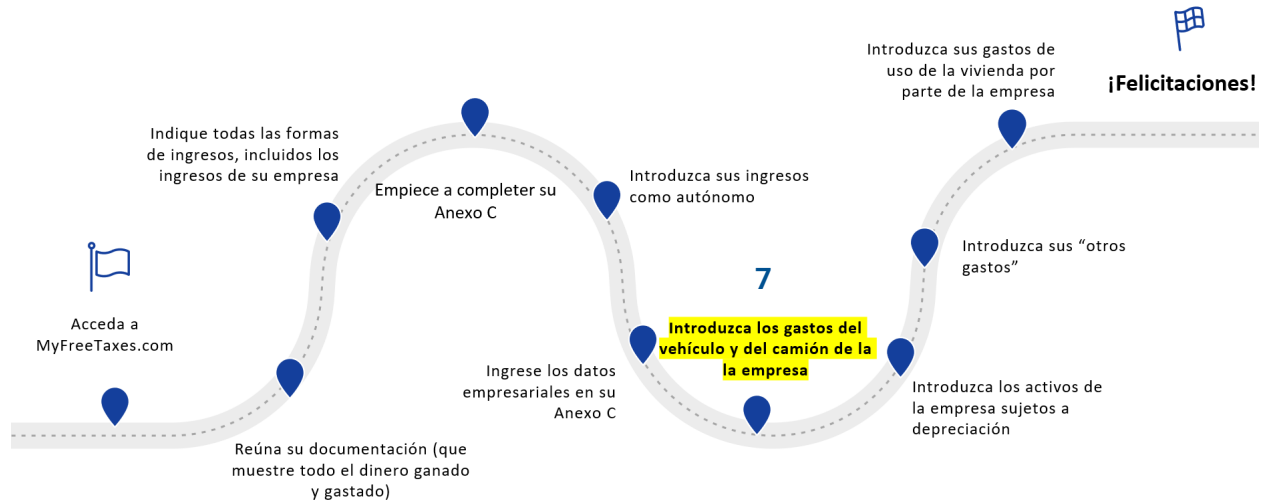 Acceda a
MyFreeTaxes.com
Reúna su documentación (que
muestre todo el dinero ganado
y gastado)
Indique todas las formas
de ingresos, incluidos los
ingresos de su empresa
Empiece a completer su
Anexo C
Introduzca sus ingresos
como autónomo
Ingrese los datos
empresariales en su
Anexo C
7
Introduzca los gastos del
vehículo y del camión de la
la empresa
Introduzca los activos de
la empresa sujetos a
depreciación
Introduzca sus “otros
gastos”
Introduzca sus gastos de
uso de la vivienda por
parte de la empresa
¡Felicitaciones!